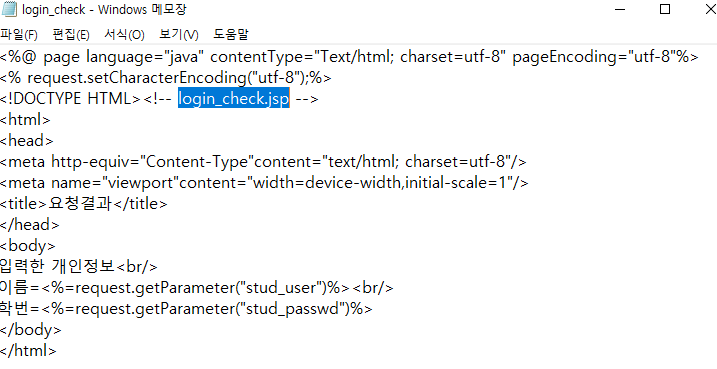 login_check - Windows 메모장
파일(F) 편집(E) 서식(O) 보기(V) 도움말
<%@ page language="java" contentType="Text/html; charset=utf-8" pageEncoding="utf-8"%>
<% request.setCharacterEncoding("utf-8");%>
<!DOCTYPE HTML><!-- login_check.jsp -->
<html>
<head>
<meta http-equiv="Content-Type"content="text/html; charset=utf-8"/>
<meta name="viewport"content="width=device-width,initial-scale=1"/>
<title>요청결과</title>
</head>
<body>
입력한 개인정보<br/>
이름=<%=request.getParameter("stud_user")%><br/>
학번=<%=request.getParameter("stud_passwd")%>
</body>
</html>